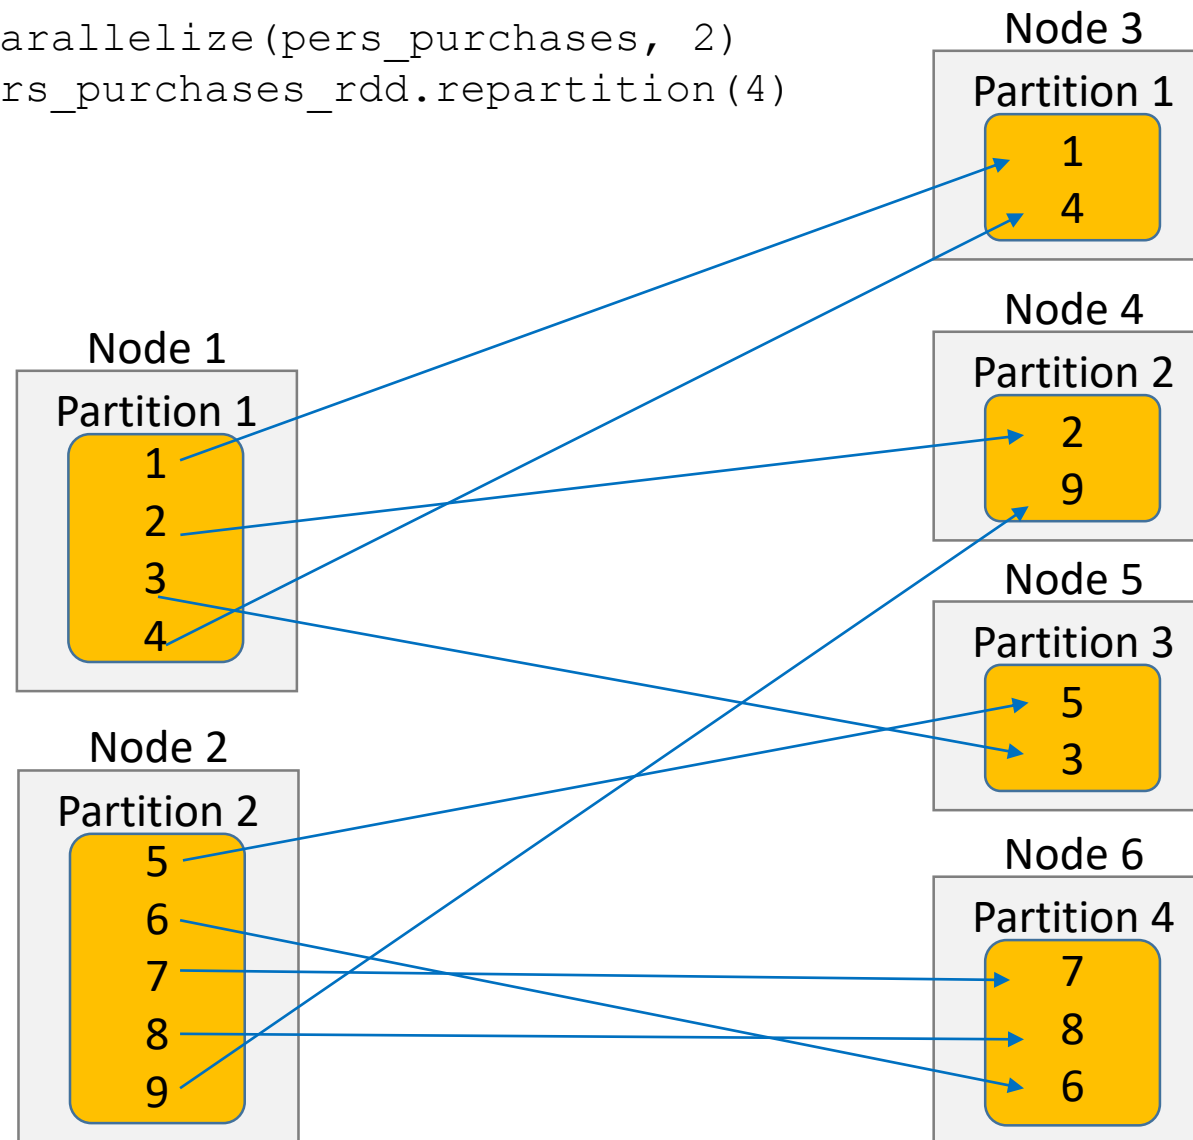 arallelize(pers_purchases, 2)
rs_purchases_rdd.repartition(4)
Node 1
Partition 1
1
2
3
4
Node 2
Partition 2
5
6
7
8
9
Node 3
Partition 1
1
4
Node 4
Partition 2
2
9
Node 5
Partition 3
5
3
Node 6
Partition 4
7
8
6